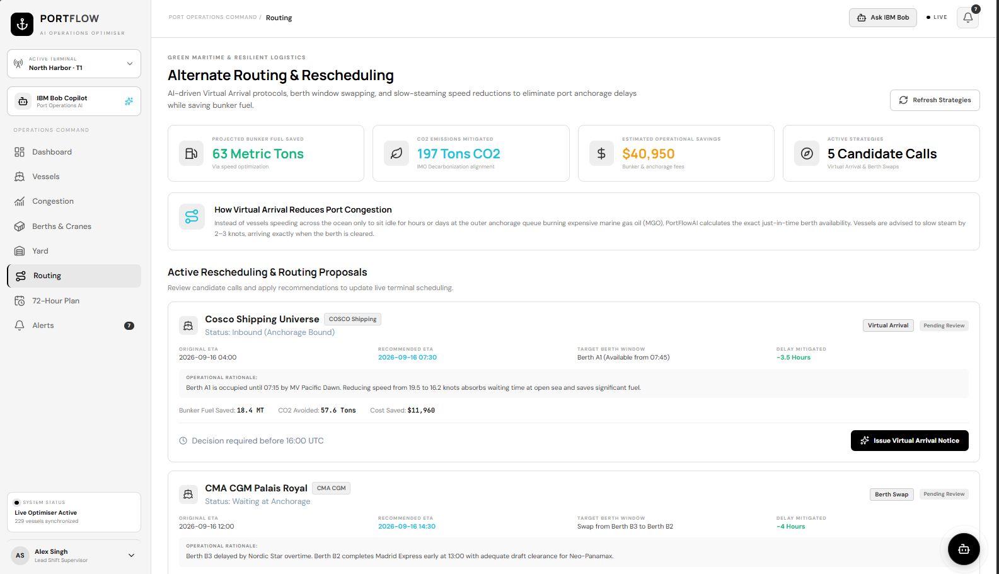 PORTFLOW
AI OPERATIONS OPTIMISER
ACTIVE TERMINAL
North Harbor · T1
IBM Bob Copilot
Port Operations AI
OPERATIONS COMMAND
Dashboard
Vessels
Congestion
Berths & Cranes
Yard
Routing
72-Hour Plan
Alerts
7
SYSTEM STATUS
Live Optimiser Active
229 vessels synchronized
AS
Alex Singh
Lead Shift Supervisor
PORT OPERATIONS COMMAND / Routing
Ask IBM Bob
LIVE
7
GREEN MARITIME & RESILIENT LOGISTICS
Alternate Routing & Rescheduling
AI-driven Virtual Arrival protocols, berth window swapping, and slow-steaming speed reductions to eliminate port anchorage delays
while saving bunker fuel.
Refresh Strategies
PROJECTED BUNKER FUEL SAVED
63 Metric Tons
Via speed optimization
CO2 EMISSIONS MITIGATED
197 Tons CO2
IMO Decarbonization alignment
ESTIMATED OPERATIONAL SAVINGS
$40,950
Bunker & anchorage fees
ACTIVE STRATEGIES
5 Candidate Calls
Virtual Arrival & Berth Swaps
How Virtual Arrival Reduces Port Congestion
Instead of vessels speeding across the ocean only to sit idle for hours or days at the outer anchorage queue burning expensive marine gas oil (MGO), PortFlowAI calculates the exact just-in-time berth availability. Vessels are advised to slow steam by
2–3 knots, arriving exactly when the berth is cleared.
Active Rescheduling & Routing Proposals
Review candidate calls and apply recommendations to update live terminal scheduling.
Cosco Shipping Universe
COSCO Shipping
Status: Inbound (Anchorage Bound)
Virtual Arrival
Pending Review
ORIGINAL ETA
2026-09-16 04:00
RECOMMENDED ETA
2026-09-16 07:30
TARGET BERTH WINDOW
Berth A1 (Available from 07:45)
DELAY MITIGATED
-3.5 Hours
OPERATIONAL RATIONALE:
Berth A1 is occupied until 07:15 by MV Pacific Dawn. Reducing speed from 19.5 to 16.2 knots absorbs waiting time at open sea and saves significant fuel.
Bunker Fuel Saved: 18.4 MT
CO2 Avoided: 57.6 Tons
Cost Saved: $11,960
Decision required before 16:00 UTC
Issue Virtual Arrival Notice
CMA CGM Palais Royal
CMA CGM
Status: Waiting at Anchorage
Berth Swap
Pending Review
ORIGINAL ETA
2026-09-16 12:00
RECOMMENDED ETA
2026-09-16 14:30
TARGET BERTH WINDOW
Swap from Berth B3 to Berth B2
DELAY MITIGATED
-4 Hours
OPERATIONAL RATIONALE:
Berth B3 delayed by Nordic Star overtime. Berth B2 completes Madrid Express early at 13:00 with adequate draft clearance for Neo-Panamax.